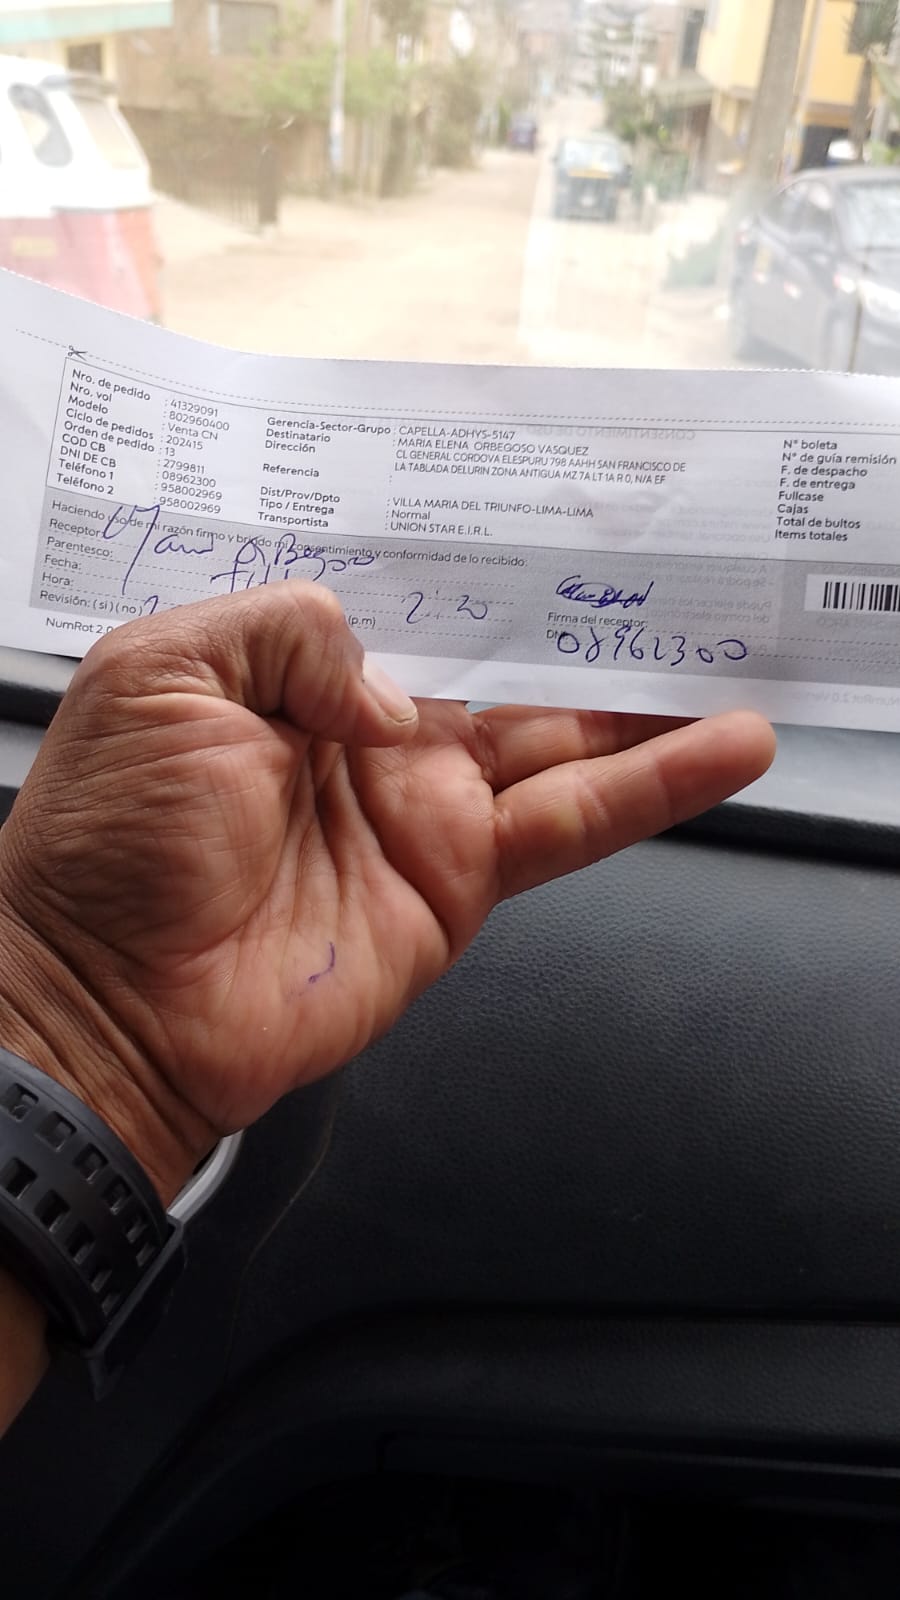 Nro. de pedido : 41329091
Nro. vol : 802960400
Modelo : Venta CN
Ciclo de pedidos : 202415
Orden de pedido : 13
COD CB : 2799811
DNI DE CB : 08962300
Teléfono 1 : 958002969
Teléfono 2 : 958002969
Gerencia-Sector-Grupo : CAPELLA-ADHYS-5147
Destinatario : MARIA ELENA ORBEGOSO VASQUEZ
Dirección : CL GENERAL CORDOVA ELESPURU 798 AAHH SAN FRANCISCO DE
LA TABLADA DELURIN ZONA ANTIGUA MZ 7A LT 1A R 0, N/A EF
Referencia :
Dist/Prov/Dpto : VILLA MARIA DEL TRIUNFO-LIMA-LIMA
Tipo / Entrega : Normal
Transportista : UNION STAR E.I.R.L.
N° boleta
N° de guía remisión
F. de despacho
F. de entrega
Fullcase
Cajas
Total de bultos
Items totales
Haciendo uso de mi razón firmo y brindo mi consentimiento y conformidad de lo recibido:
Receptor:
Parentesco:
Fecha:
Hora: (p.m) 2:20
Revisión: (si) (no)
Firma del receptor:
DNI: 08962300
NumRot 2.0